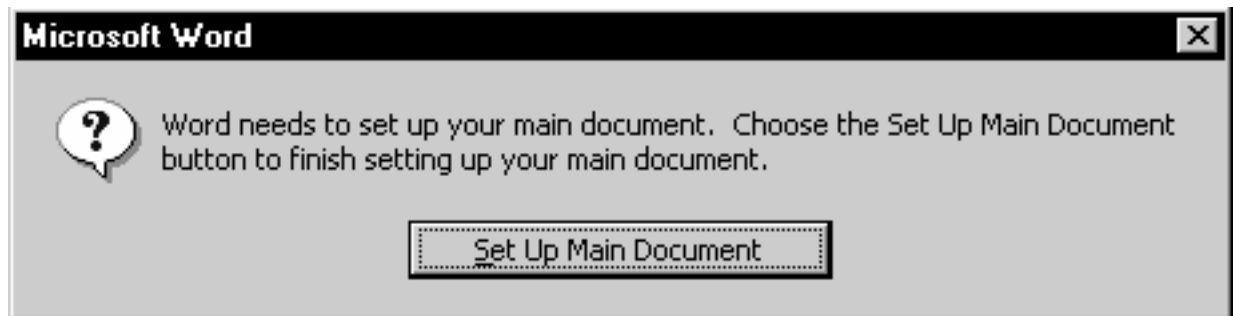 Microsoft Word
Word needs to set up your main document.  Choose the Set Up Main Document
button to finish setting up your main document.
Set Up Main Document